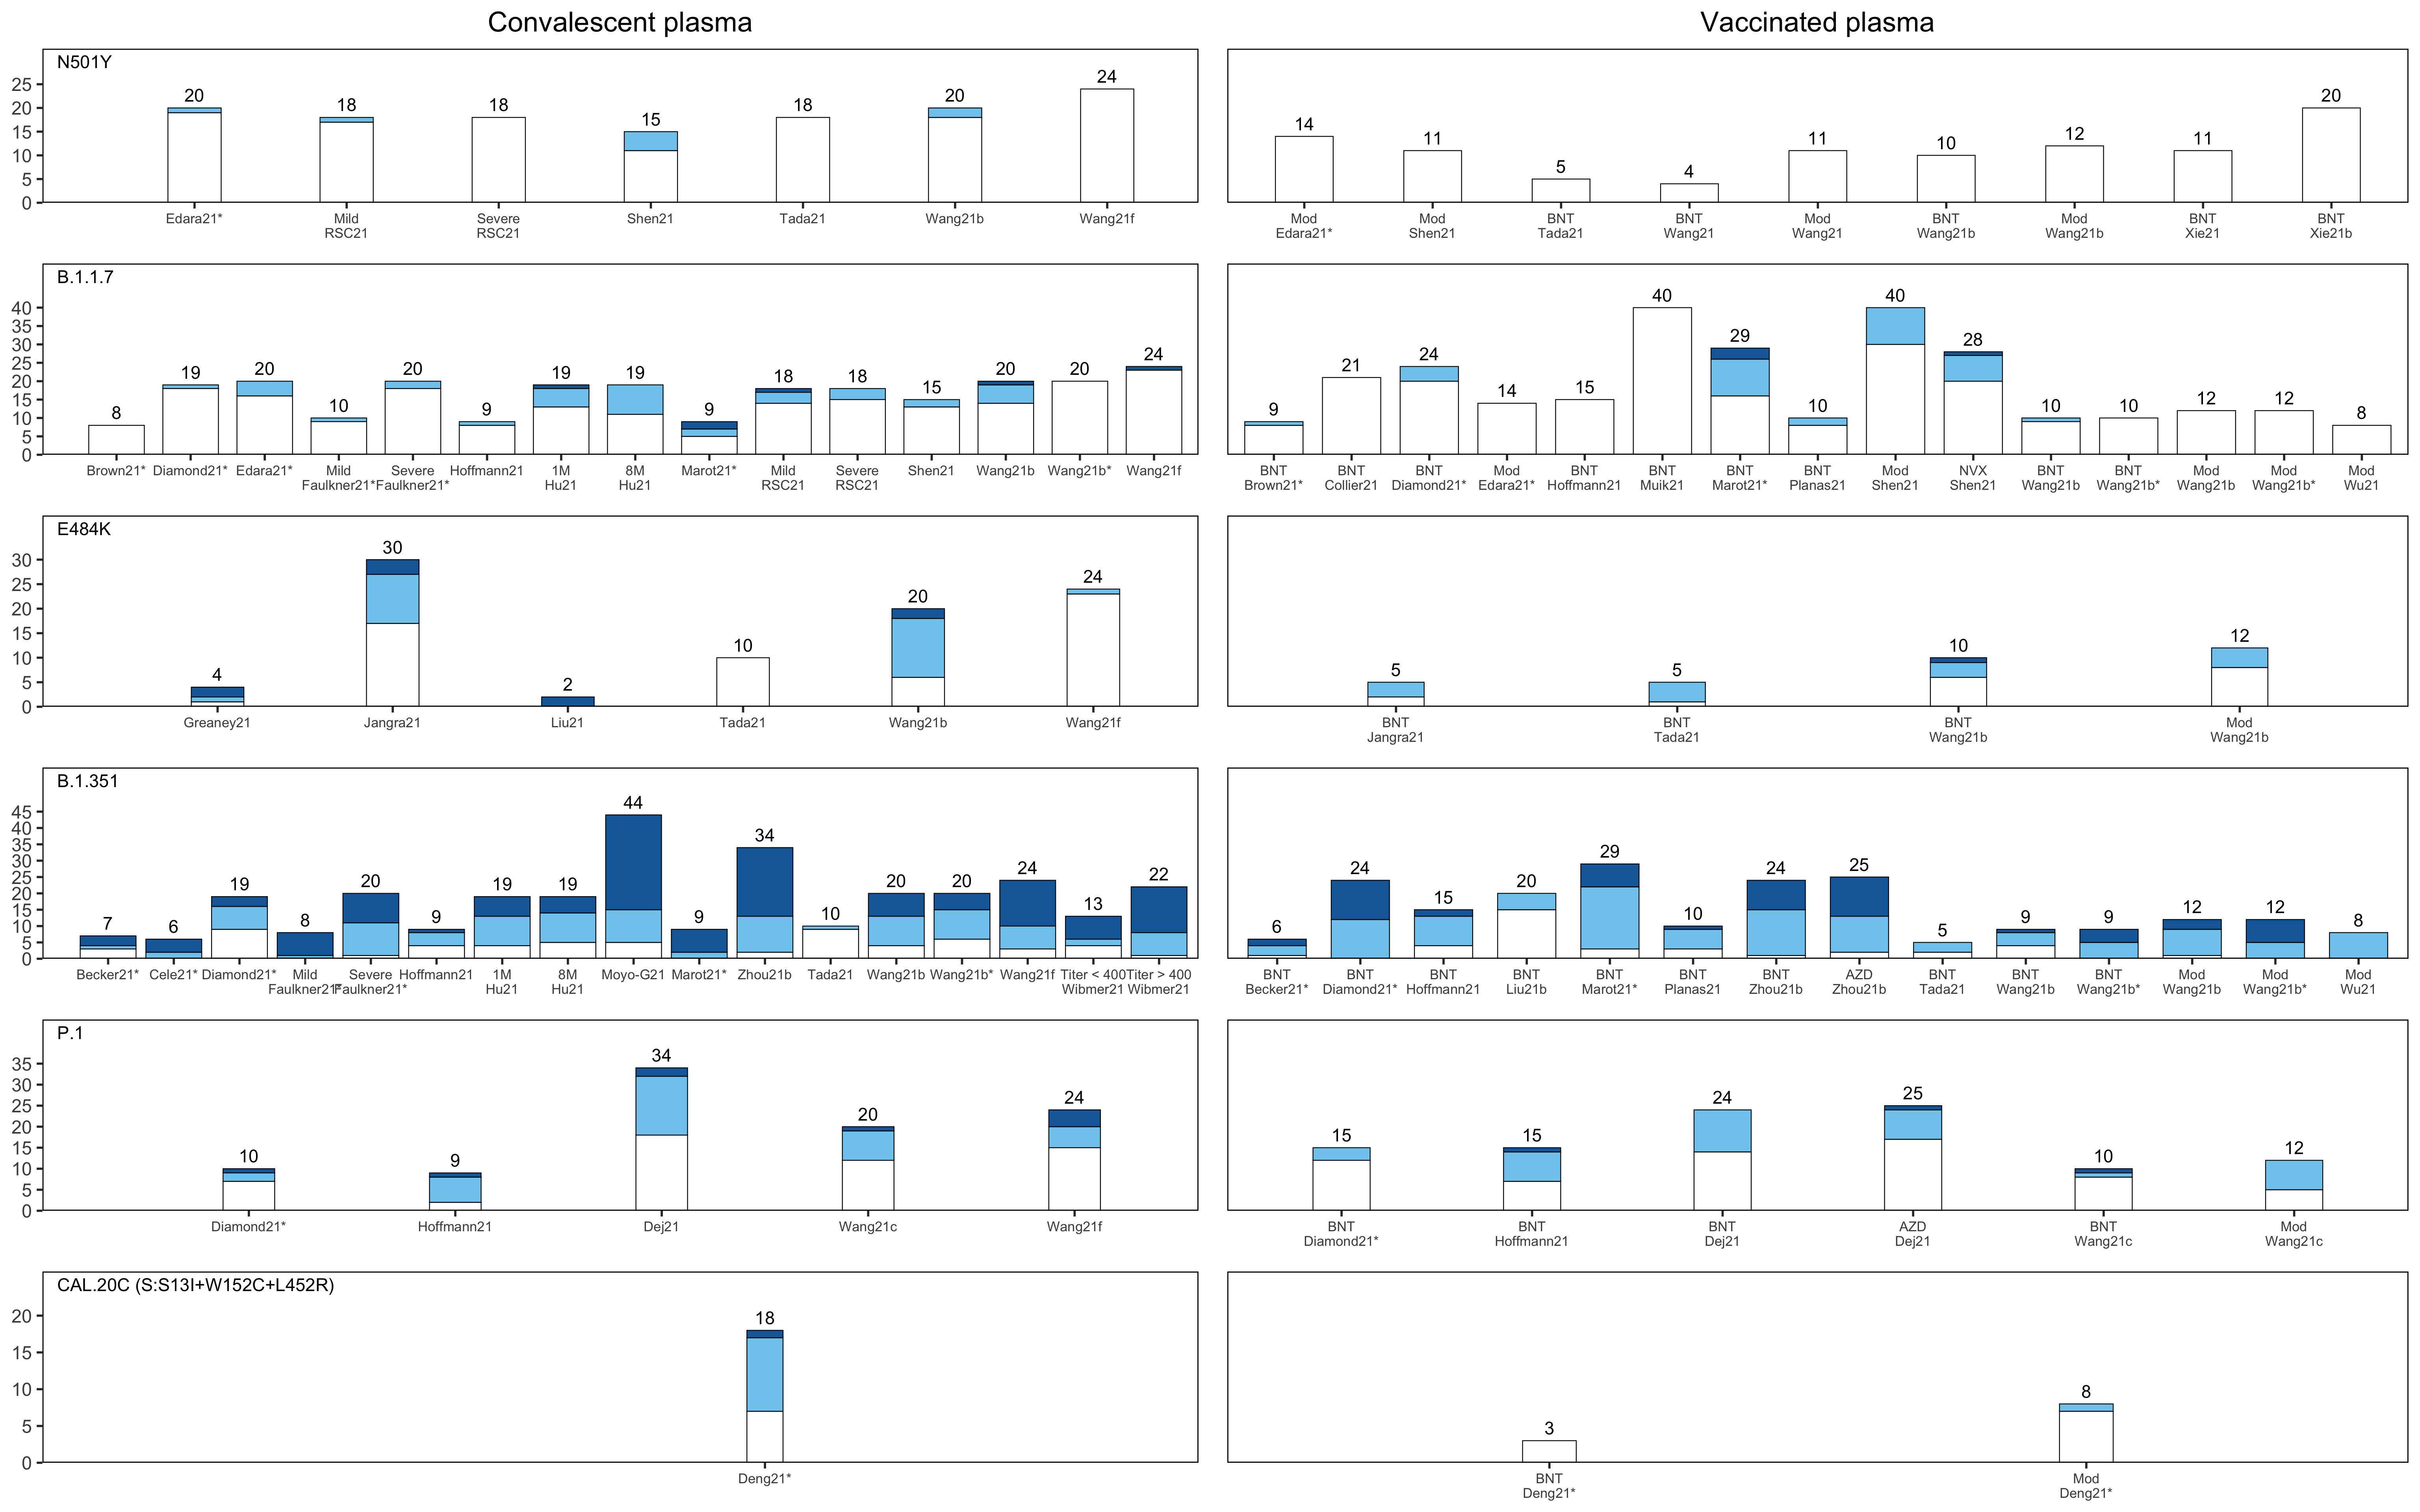 Convalescent plasma
Vaccinated plasma
N501Y
25
20
15
10
5
0
20
18
18
15
18
20
24
Edara21*
Mild
RSC21
Severe
RSC21
Shen21
Tada21
Wang21b
Wang21f
14
11
5
4
11
10
12
11
20
Mod
Edara21*
Mod
Shen21
BNT
Tada21
BNT
Wang21
Mod
Wang21
BNT
Wang21b
Mod
Wang21b
BNT
Xie21
BNT
Xie21b
B.1.1.7
40
35
30
25
20
15
10
5
0
8
19
20
10
20
9
19
19
9
18
18
15
20
20
24
Brown21*
Diamond21*
Edara21*
Mild
Faulkner21*
Severe
Faulkner21*
Hoffmann21
1M
Hu21
8M
Hu21
Marot21*
Mild
RSC21
Severe
RSC21
Shen21
Wang21b
Wang21b*
Wang21f
9
21
24
14
15
40
29
10
40
28
10
10
12
12
8
BNT
Brown21*
BNT
Collier21
BNT
Diamond21*
Mod
Edara21*
BNT
Hoffmann21
BNT
Muik21
BNT
Marot21*
BNT
Planas21
Mod
Shen21
NVX
Shen21
BNT
Wang21b
BNT
Wang21b*
Mod
Wang21b
Mod
Wang21b*
Mod
Wu21
E484K
30
25
20
15
10
5
0
4
30
2
10
20
24
Greaney21
Jangra21
Liu21
Tada21
Wang21b
Wang21f
5
5
10
12
BNT
Jangra21
BNT
Tada21
BNT
Wang21b
Mod
Wang21b
B.1.351
45
40
35
30
25
20
15
10
5
0
7
6
19
8
20
9
19
19
44
9
34
10
20
20
24
13
22
Becker21*
Cele21*
Diamond21*
Mild
Faulkner21*
Severe
Faulkner21*
Hoffmann21
1M
Hu21
8M
Hu21
Moyo-G21
Marot21*
Zhou21b
Tada21
Wang21b
Wang21b*
Wang21f
Titer < 400
Wibmer21
Titer > 400
Wibmer21
6
24
15
20
29
10
24
25
5
9
9
12
12
8
BNT
Becker21*
BNT
Diamond21*
BNT
Hoffmann21
BNT
Liu21b
BNT
Marot21*
BNT
Planas21
BNT
Zhou21b
AZD
Zhou21b
BNT
Tada21
BNT
Wang21b
BNT
Wang21b*
Mod
Wang21b
Mod
Wang21b*
Mod
Wu21
P.1
35
30
25
20
15
10
5
0
10
9
34
20
24
Diamond21*
Hoffmann21
Dej21
Wang21c
Wang21f
15
15
24
25
10
12
BNT
Diamond21*
BNT
Hoffmann21
BNT
Dej21
AZD
Dej21
BNT
Wang21c
Mod
Wang21c
CAL.20C (S:S13I+W152C+L452R)
20
15
10
5
0
18
Deng21*
3
8
BNT
Deng21*
Mod
Deng21*